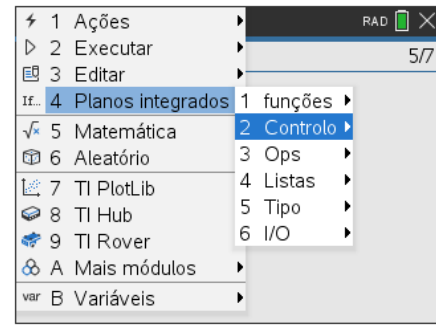 1 Ações
RAD
2 Executar
5/7
3 Editar
If... 4 Planos integrados
1 funções
√x 5 Matemática
2 Controlo
6 Aleatório
3 Ops
7 TI PlotLib
4 Listas
8 TI Hub
5 Tipo
9 TI Rover
6 I/O
A Mais módulos
var B Variáveis